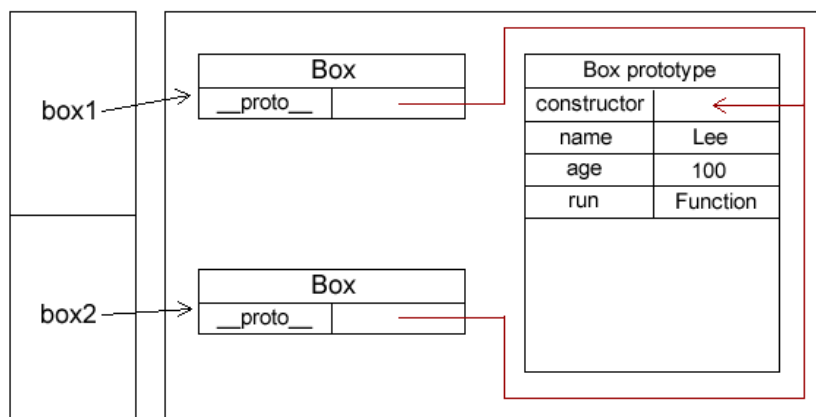 box1
Box
__proto__
box2
Box
__proto__
Box prototype
constructor
name Lee
age 100
run Function